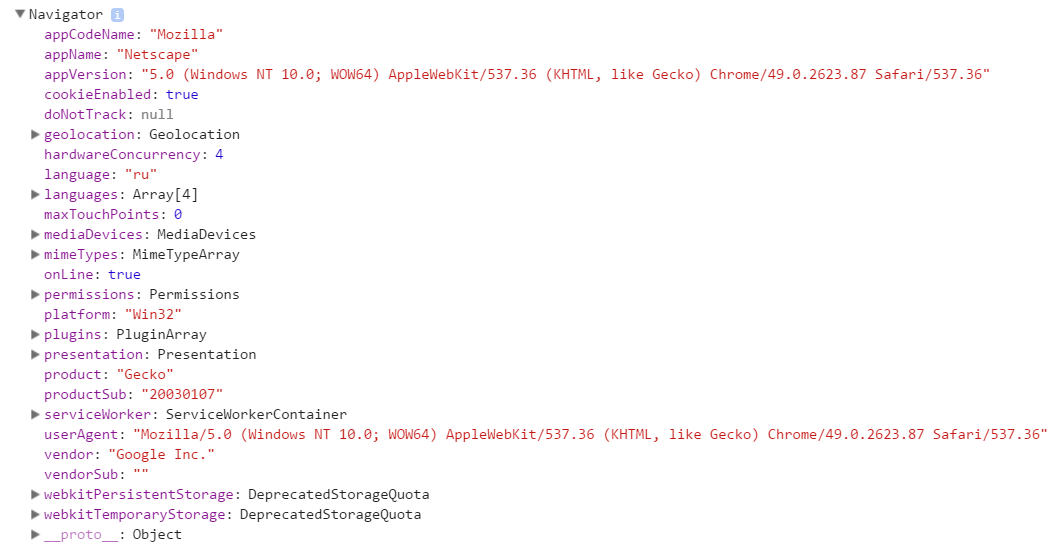 Navigator i
appCodeName: "Mozilla"
appName: "Netscape"
appVersion: "5.0 (Windows NT 10.0; WOW64) AppleWebKit/537.36 (KHTML, like Gecko) Chrome/49.0.2623.87 Safari/537.36"
cookieEnabled: true
doNotTrack: null
geolocation: Geolocation
hardwareConcurrency: 4
language: "ru"
languages: Array[4]
maxTouchPoints: 0
mediaDevices: MediaDevices
mimeTypes: MimeTypeArray
onLine: true
permissions: Permissions
platform: "Win32"
plugins: PluginArray
presentation: Presentation
product: "Gecko"
productSub: "20030107"
serviceWorker: ServiceWorkerContainer
userAgent: "Mozilla/5.0 (Windows NT 10.0; WOW64) AppleWebKit/537.36 (KHTML, like Gecko) Chrome/49.0.2623.87 Safari/537.36"
vendor: "Google Inc."
vendorSub: ""
webkitPersistentStorage: DeprecatedStorageQuota
webkitTemporaryStorage: DeprecatedStorageQuota
__proto__: Object